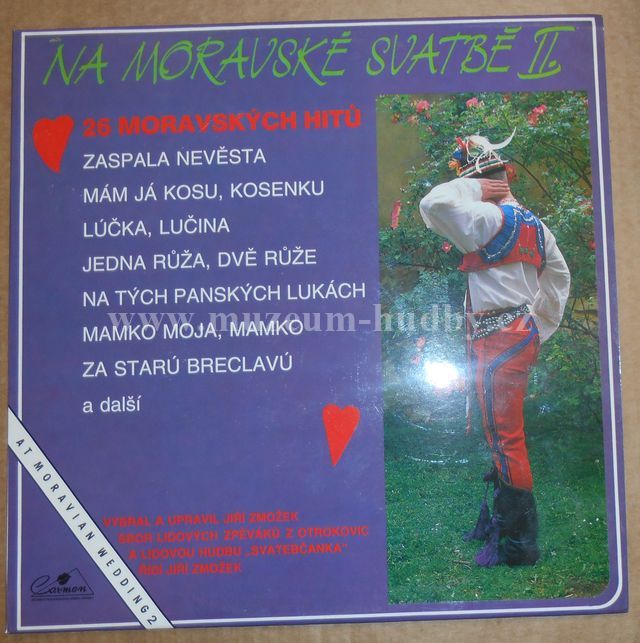 NA MORAVSKÉ SVATBĚ II.
26 MORAVSKÝCH HITŮ
ZASPALA NEVĚSTA
MÁM JÁ KOSU, KOSENKU
LÚČKA, LUČINA
JEDNA RŮŽA, DVĚ RŮŽE
NA TÝCH PANSKÝCH LUKÁCH
MAMKO MOJA, MAMKO
ZA STARÚ BRECLAVÚ
a další
www.muzeum-hudby.cz
VYBRAL A UPRAVIL JIŘÍ ZMOŽEK
SBOR LIDOVÝCH ZPĚVÁKŮ Z OTROKOVIC
A LIDOVOU HUDBU „SVATEBČANKA"
ŘÍDÍ JIŘÍ ZMOŽEK
AT MORAVIAN WEDDING 2
Carmen